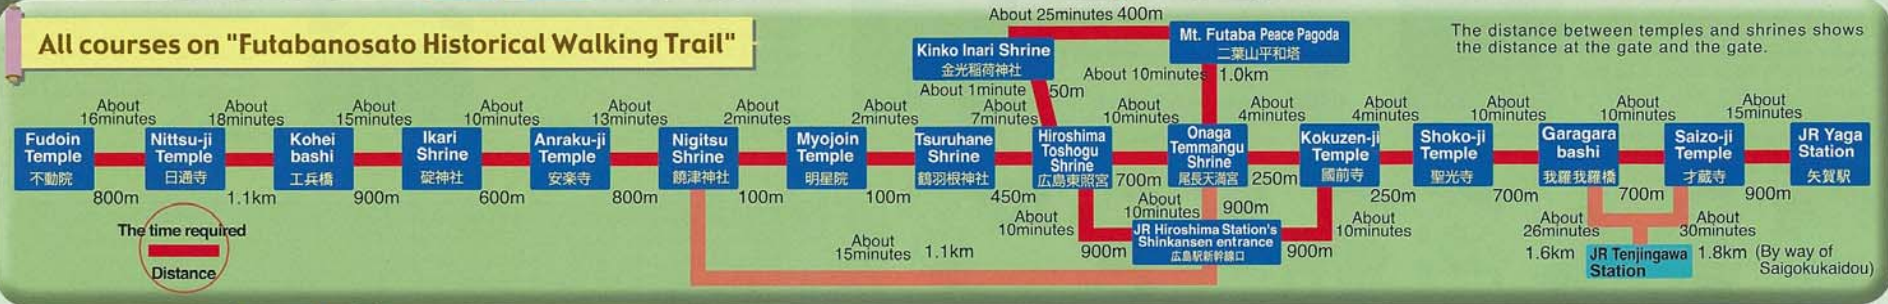 All courses on "Futabanosato Historical Walking Trail"
About 25minutes 400m
The distance between temples and shrines shows
the distance at the gate and the gate.
Kinko Inari Shrine
金光稲荷神社
Mt. Futaba Peace Pagoda
二葉山平和塔
About 10minutes 1.0km
About 1minute 50m
About
16minutes
About
18minutes
About
15minutes
About
10minutes
About
13minutes
About
2minutes
About
2minutes
About
7minutes
About
10minutes
About
4minutes
About
4minutes
About
10minutes
About
10minutes
About
15minutes
Fudoin
Temple
不動院
Nittsu-ji
Temple
日通寺
Kohei
bashi
工兵橋
Ikari
Shrine
碇神社
Anraku-ji
Temple
安楽寺
Nigitsu
Shrine
饒津神社
Myojoin
Temple
明星院
Tsuruhane
Shrine
鶴羽根神社
Hiroshima
Toshogu
Shrine
広島東照宮
Onaga
Temmangu
Shrine
尾長天満宮
Kokuzen-ji
Temple
國前寺
Shoko-ji
Temple
聖光寺
Garagara
bashi
我羅我羅橋
Saizo-ji
Temple
才蔵寺
JR Yaga
Station
矢賀駅
800m
1.1km
900m
600m
800m
100m
100m
450m
700m
250m
250m
700m
700m
900m
The time required
Distance
About
15minutes 1.1km
About
10minutes
900m
About
10minutes
900m
JR Hiroshima Station's
Shinkansen entrance
広島駅新幹線口
About
10minutes
900m
About
26minutes
1.6km
JR Tenjingawa
Station
About
30minutes
1.8km (By way of
Saigokukaidou)